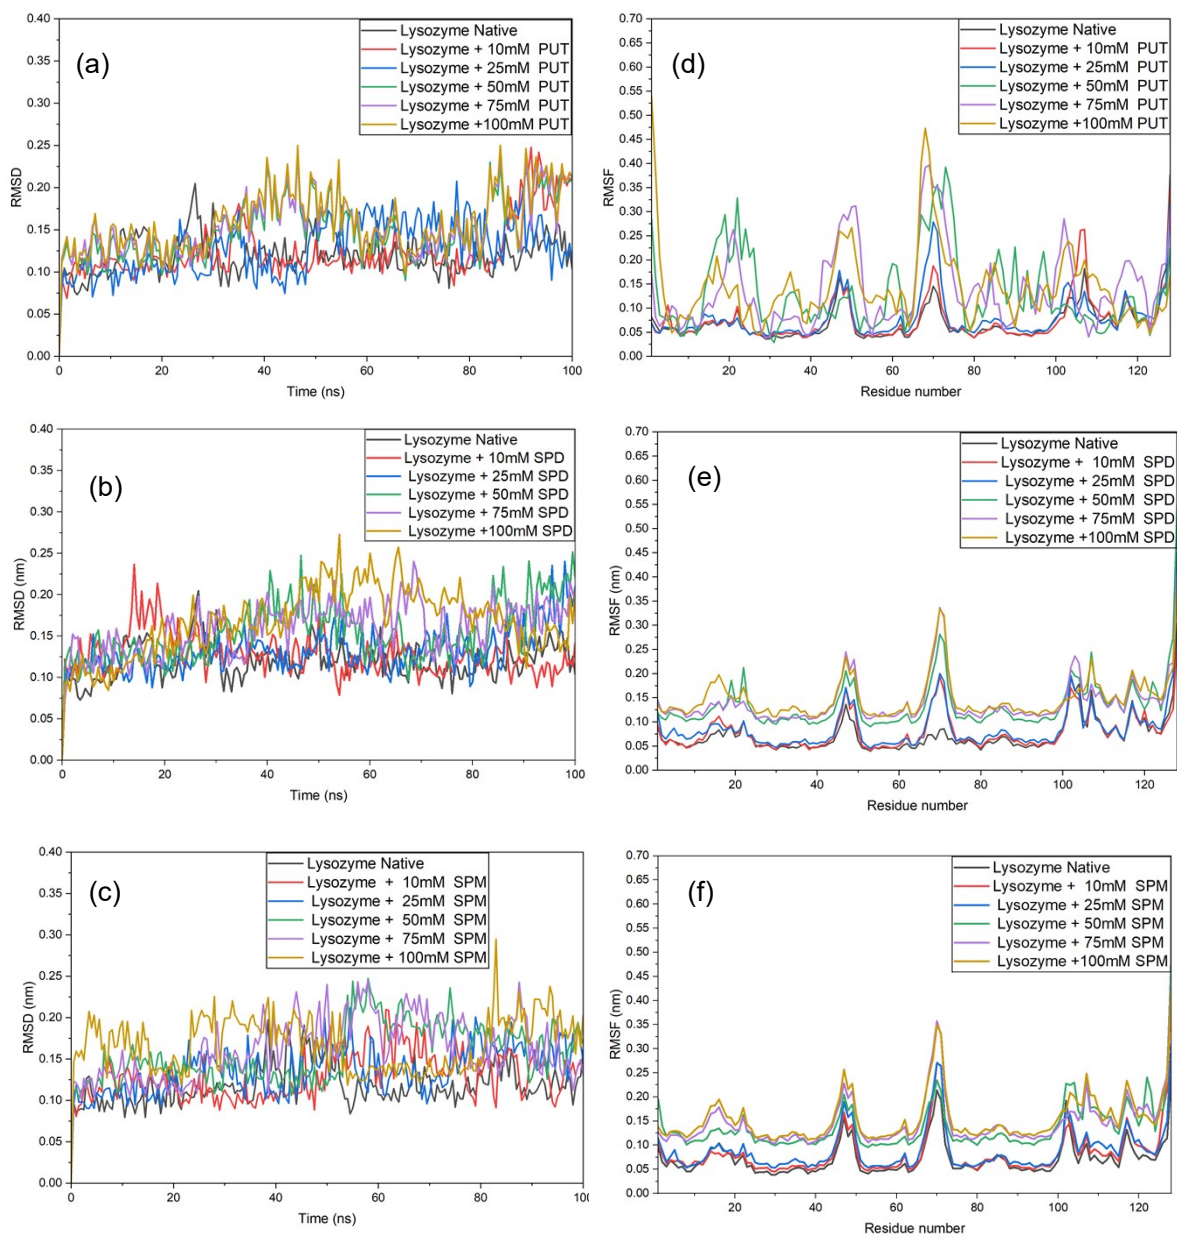 (a)
RMSD
0.40
0.35
0.30
0.25
0.20
0.15
0.10
0.05
0.00
0 20 40 60 80 100
Time (ns)
Lysozyme Native
Lysozyme + 10mM PUT
Lysozyme + 25mM PUT
Lysozyme + 50mM PUT
Lysozyme + 75mM PUT
Lysozyme +100mM PUT
(d)
RMSF
0.70
0.65
0.60
0.55
0.50
0.45
0.40
0.35
0.30
0.25
0.20
0.15
0.10
0.05
0.00
20 40 60 80 100 120
Residue number
Lysozyme Native
Lysozyme + 10mM PUT
Lysozyme + 25mM PUT
Lysozyme + 50mM PUT
Lysozyme + 75mM PUT
Lysozyme +100mM PUT
(b)
RMSD (nm)
0.40
0.35
0.30
0.25
0.20
0.15
0.10
0.05
0.00
0 20 40 60 80 100
Time (ns)
Lysozyme Native
Lysozyme + 10mM SPD
Lysozyme + 25mM SPD
Lysozyme + 50mM SPD
Lysozyme + 75mM SPD
Lysozyme +100mM SPD
(e)
RMSF (nm)
0.70
0.65
0.60
0.55
0.50
0.45
0.40
0.35
0.30
0.25
0.20
0.15
0.10
0.05
0.00
20 40 60 80 100 120
Residue number
Lysozyme Native
Lysozyme + 10mM SPD
Lysozyme + 25mM SPD
Lysozyme + 50mM SPD
Lysozyme + 75mM SPD
Lysozyme +100mM SPD
(c)
RMSD (nm)
0.40
0.35
0.30
0.25
0.20
0.15
0.10
0.05
0.00
0 20 40 60 80 100
Time (ns)
Lysozyme Native
Lysozyme + 10mM SPM
Lysozyme + 25mM SPM
Lysozyme + 50mM SPM
Lysozyme + 75mM SPM
Lysozyme + 100mM SPM
(f)
RMSF (nm)
0.70
0.65
0.60
0.55
0.50
0.45
0.40
0.35
0.30
0.25
0.20
0.15
0.10
0.05
0.00
20 40 60 80 100 120
Residue number
Lysozyme Native
Lysozyme + 10mM SPM
Lysozyme + 25mM SPM
Lysozyme + 50mM SPM
Lysozyme + 75mM SPM
Lysozyme +100mM SPM